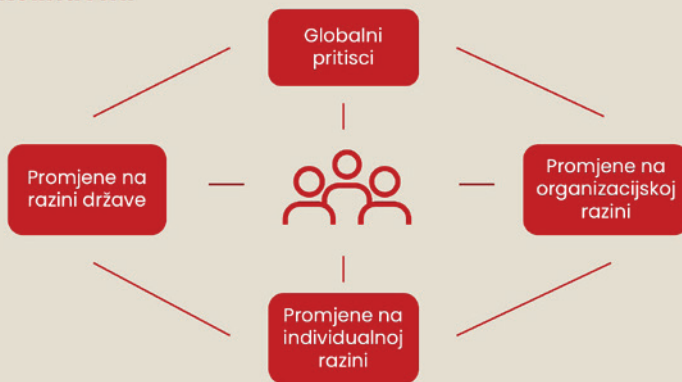 Globalni
pritisci
Promjene na
razini države
Promjene na
organizacijskoj
razini
Promjene na
individualnoj
razini